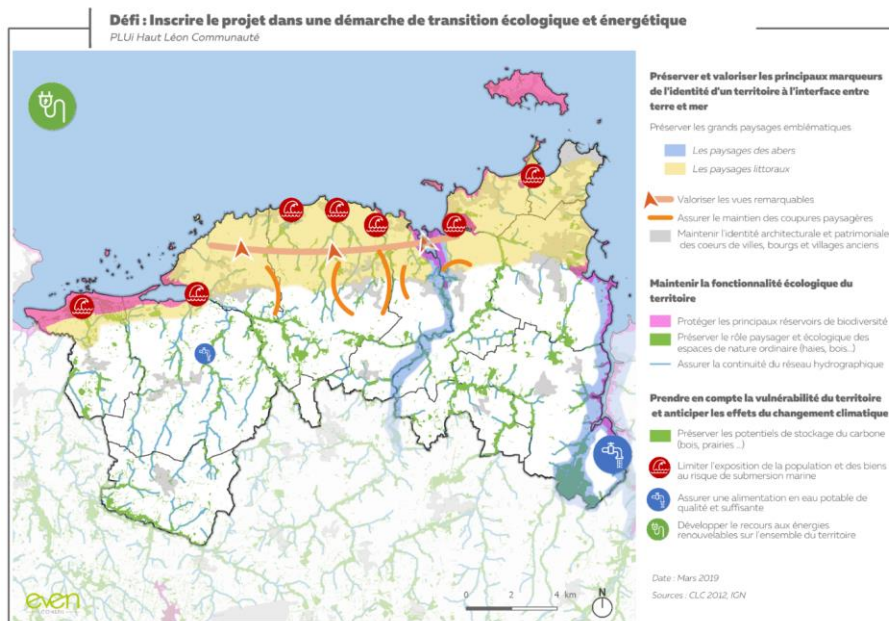 Défi : Inscrire le projet dans une démarche de transition écologique et énergétique
PLUi Haut Léon Communauté
Préserver et valoriser les principaux marqueurs
de l'identité d'un territoire à l'interface entre
terre et mer
Préserver les grands paysages emblématiques
Les paysages des abers
Les paysages littoraux
Valoriser les vues remarquables
Assurer le maintien des coupures paysagères
Maintenir l'identité architecturale et patrimoniale
des coeurs de villes, bourgs et villages anciens
Maintenir la fonctionnalité écologique du
territoire
Protéger les principaux réservoirs de biodiversité
Préserver le rôle paysager et écologique des
espaces de nature ordinaire (haies, bois...)
Assurer la continuité du réseau hydrographique
Prendre en compte la vulnérabilité du territoire
et anticiper les effets du changement climatique
Préserver les potentiels de stockage du carbone
(bois, prairies ...)
Limiter l'exposition de la population et des biens
au risque de submersion marine
Assurer une alimentation en eau potable de
qualité et suffisante
Développer le recours aux énergies
renouvelables sur l'ensemble du territoire
Date : Mars 2019
Sources : CLC 2012, IGN
even
0 2 4 km
N